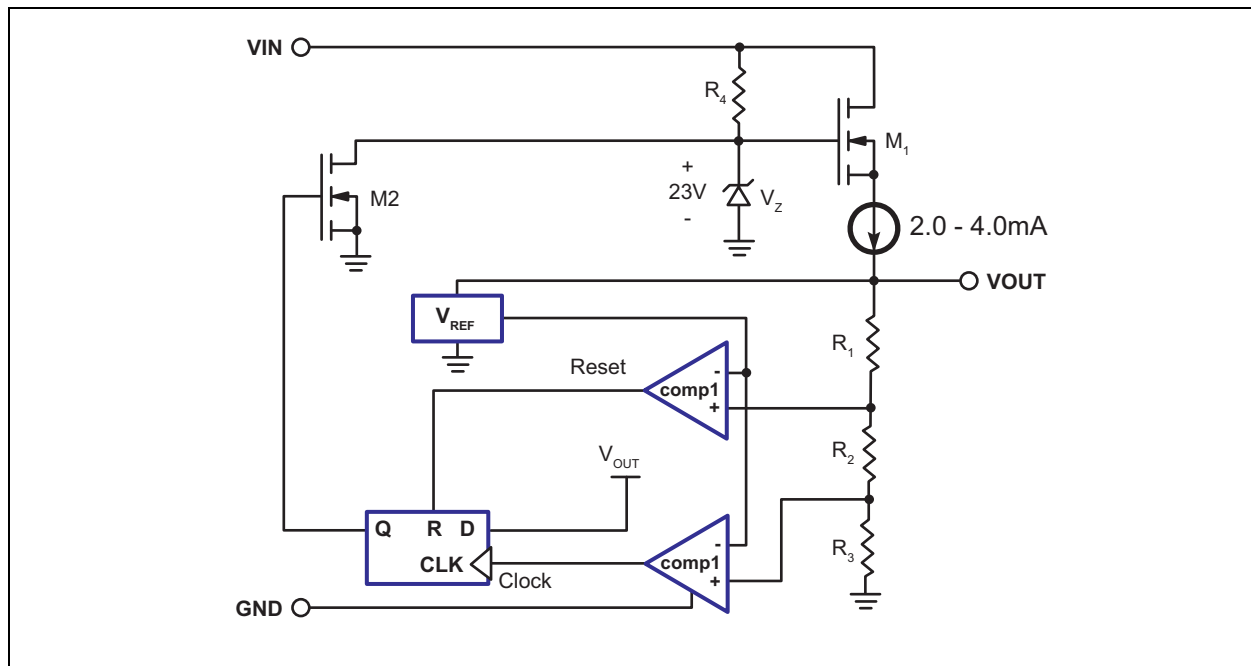 VIN
R4
M1
M2
+
23V
-
VZ
2.0 - 4.0mA
VOUT
VREF
R1
Reset
-
comp1
+
R2
VOUT
Q R D
-
comp1
+
R3
CLK
Clock
GND